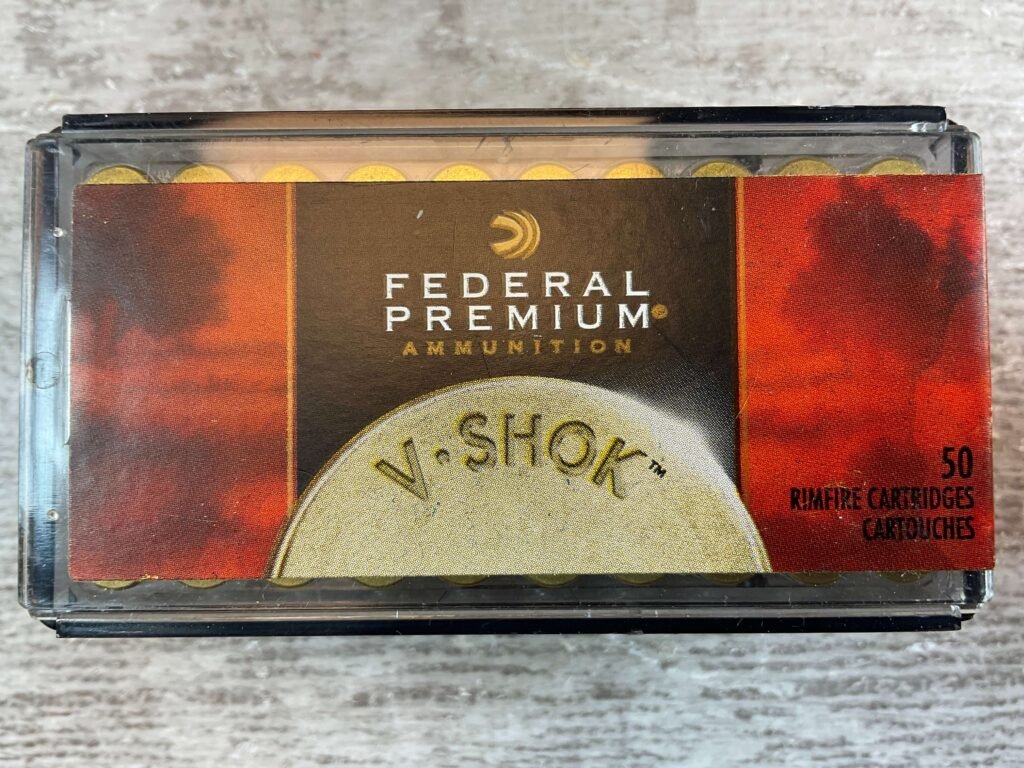 FEDERAL
PREMIUM®
AMMUNITION
V·SHOK™
50
RIMFIRE CARTRIDGES
CARTOUCHES